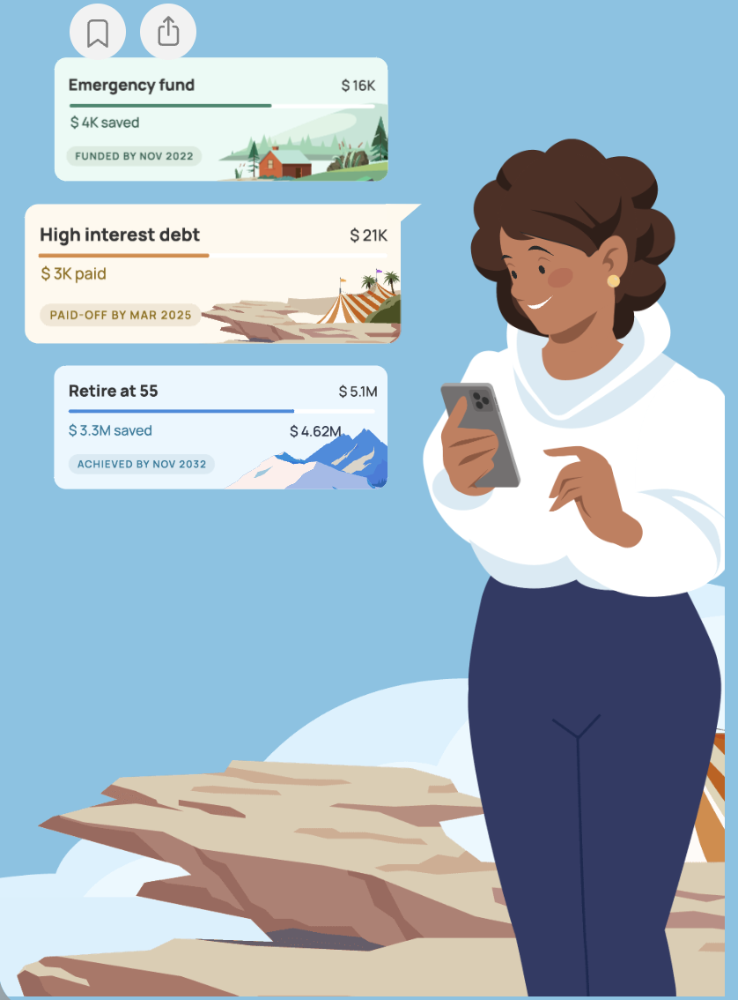 Emergency fund $ 16K
$ 4K saved
FUNDED BY NOV 2022
High interest debt $ 21K
$ 3K paid
PAID-OFF BY MAR 2025
Retire at 55 $ 5.1M
$ 3.3M saved $ 4.62M
ACHIEVED BY NOV 2032